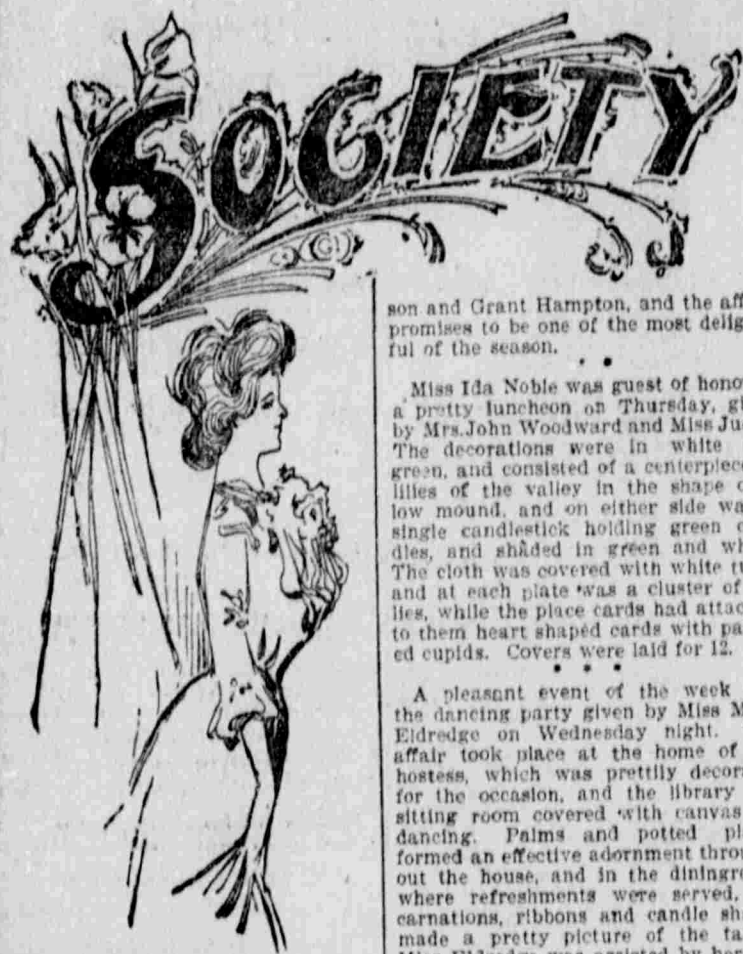 SOCIETY
son and Grant Hampton, and the aff
promises to be one of the most delig
ful of the season.
Miss Ida Noble was guest of hono
a pretty luncheon on Thursday, gi
by Mrs.John Woodward and Miss Ju
The decorations were in white
green, and consisted of a centerpiece
lilies of the valley in the shape o
low mound, and on either side wa
single candlestick holding green c
dles, and shaded in green and wh
The cloth was covered with white tu
and at each plate was a cluster of
lies, while the place cards had attac
to them heart shaped cards with pa
ed cupids. Covers were laid for 12.
A pleasant event of the week
the dancing party given by Miss M
Eldredge on Wednesday night.
affair took place at the home of
hostess, which was prettily decor
for the occasion, and the library
sitting room covered with canvas
dancing. Palms and potted pl
formed an effective adornment throu
out the house, and in the diningro
where refreshments were served,
carnations, ribbons and candle sh
made a pretty picture of the ta